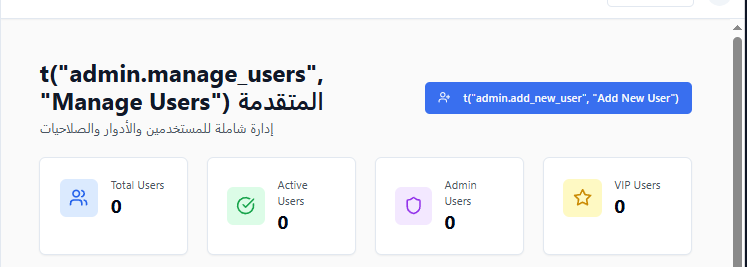 t("admin.manage_users",
"Manage Users") المتقدمة
إدارة شاملة للمستخدمين والأدوار والصلاحيات
t("admin.add_new_user", "Add New User")
Total Users
0
Active
Users
0
Admin
Users
0
VIP Users
0